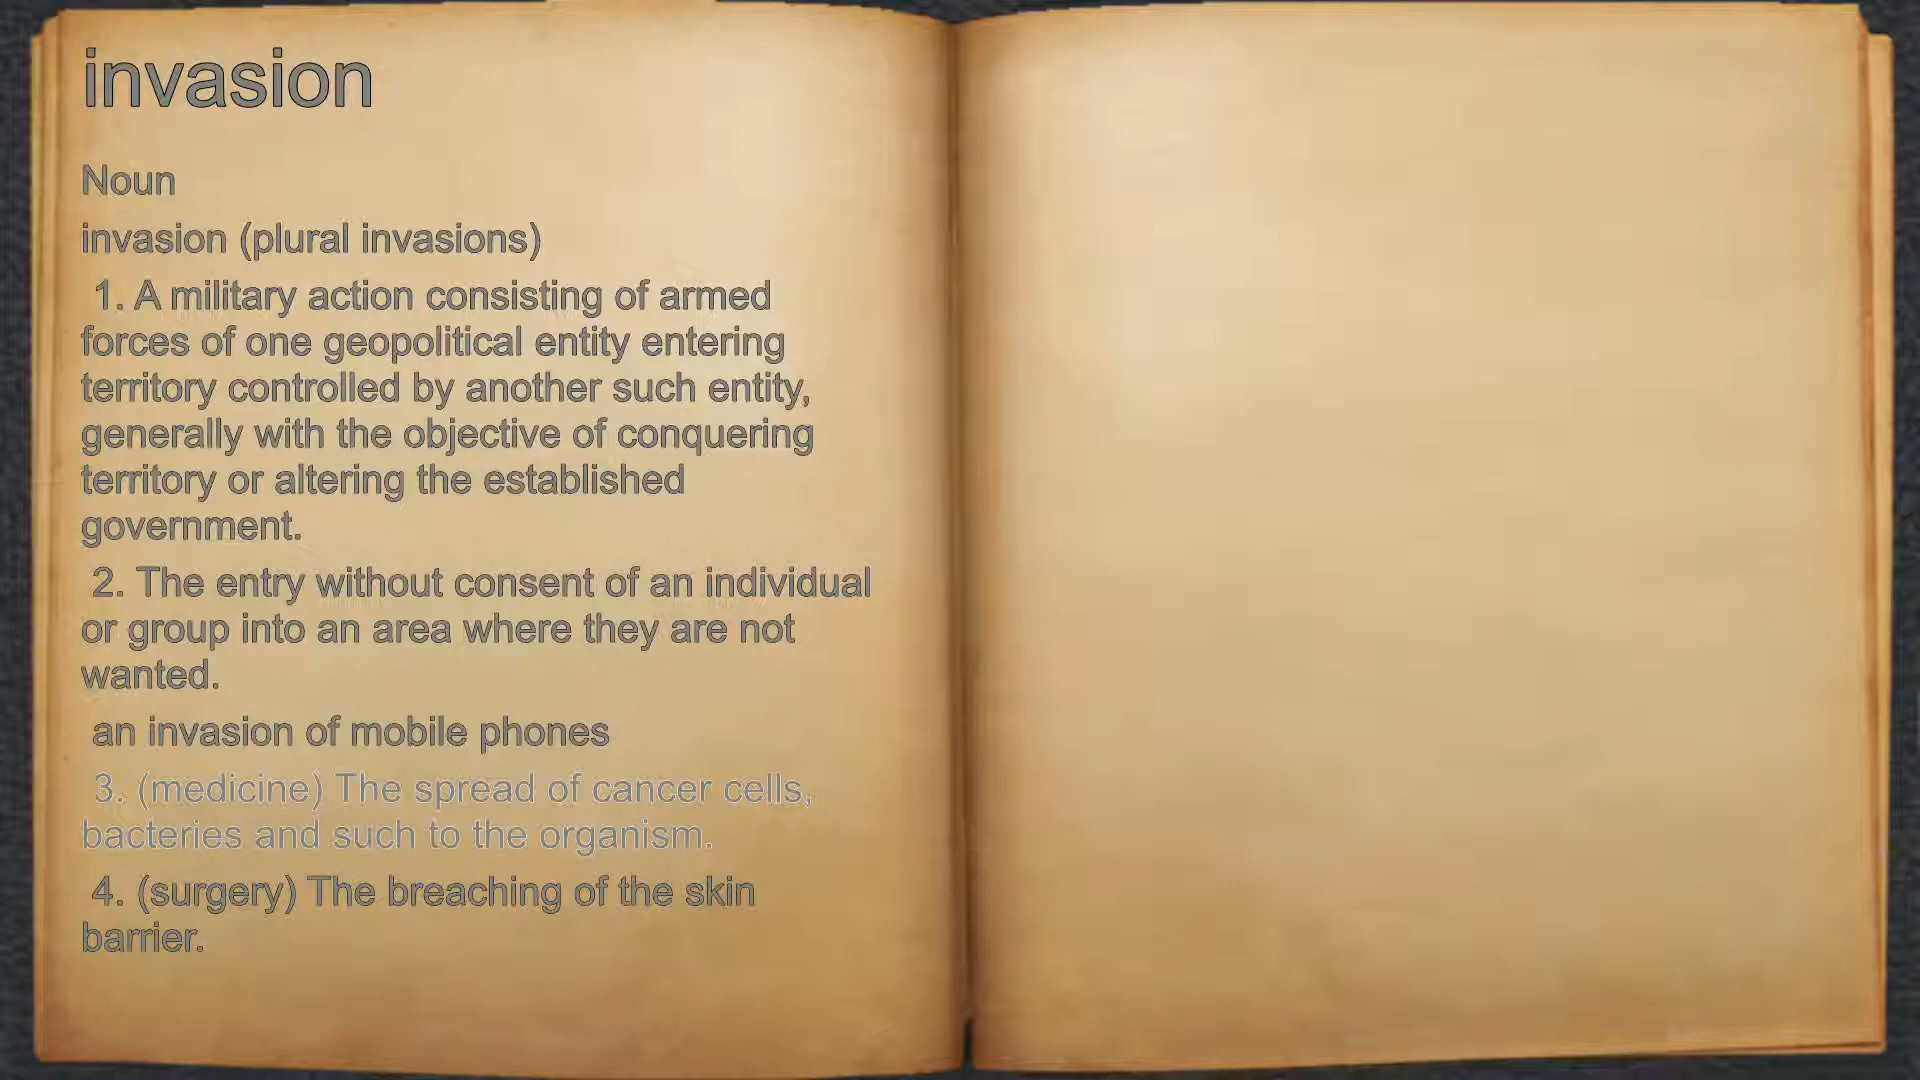 invasion
Noun
invasion (plural invasions)
1. A military action consisting of armed
forces of one geopolitical entity entering
territory controlled by another such entity,
generally with the objective of conquering
territory or altering the established
government.
2. The entry without consent of an individual
or group into an area where they are not
wanted.
an invasion of mobile phones
3. (medicine) The spread of cancer cells,
bacteries and such to the organism.
4. (surgery) The breaching of the skin
barrier.